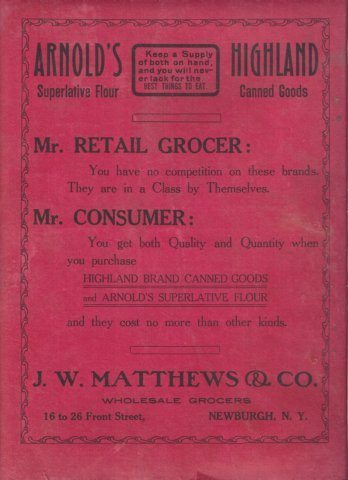 ARNOLD'S
Superlative Flour
Keep a Supply
of both on hand,
and you will nev-
er lack for the
BEST THINGS TO EAT.
HIGHLAND
Canned Goods
Mr. RETAIL GROCER:
You have no competition on these brands.
They are in a Class by Themselves.
Mr. CONSUMER:
You get both Quality and Quantity when
you purchase
HIGHLAND BRAND CANNED GOODS
and ARNOLD'S SUPERLATIVE FLOUR
and they cost no more than other kinds.
J. W. MATTHEWS & CO.
WHOLESALE GROCERS
16 to 26 Front Street, NEWBURGH, N. Y.